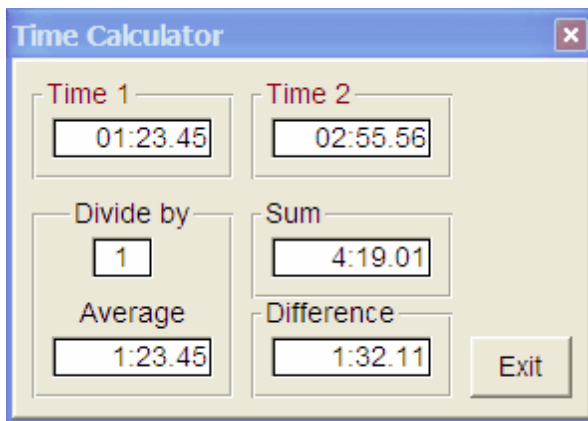 Time Calculator
Time 1
Time 2
01:23.45
02:55.56
Divide by
Sum
1
4:19.01
Average
Difference
1:23.45
1:32.11
Exit